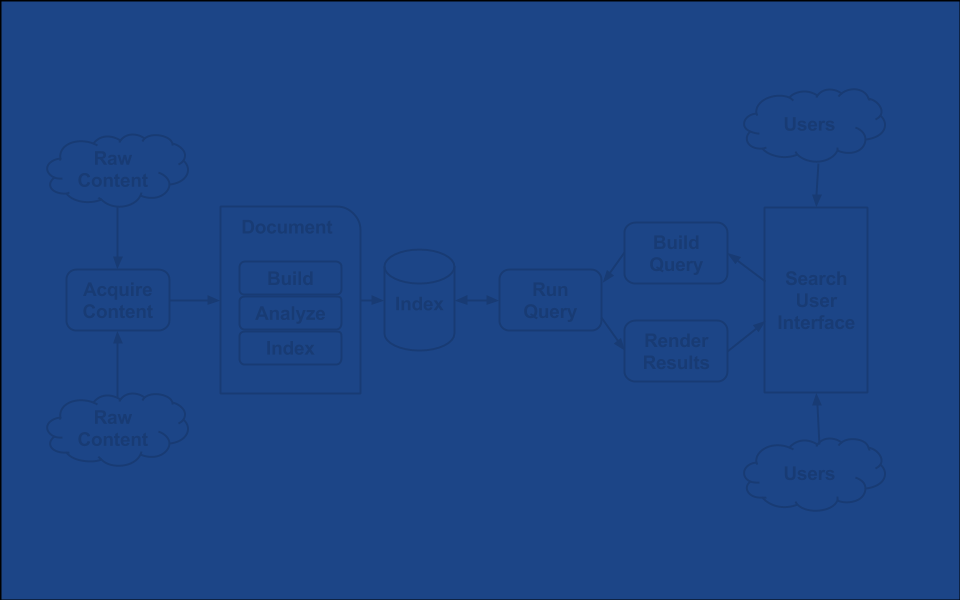 Raw
Content
Acquire
Content
Raw
Content
Document
Build
Analyze
Index
Index
Run
Query
Build
Query
Render
Results
Users
Search
User
Interface
Users